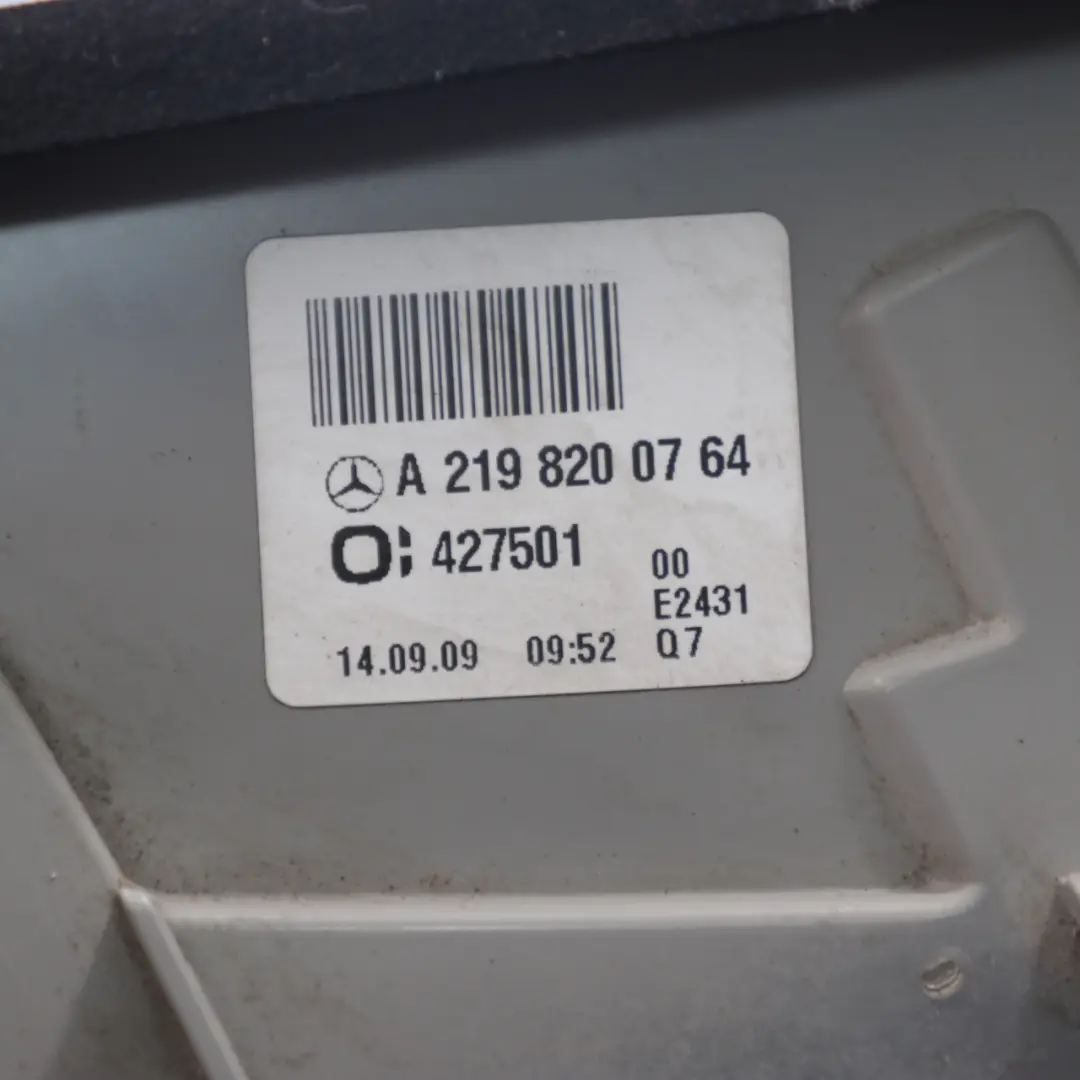 A 219 820 07 64
O: 427501
00
E2431
14.09.09 09:52 Q7